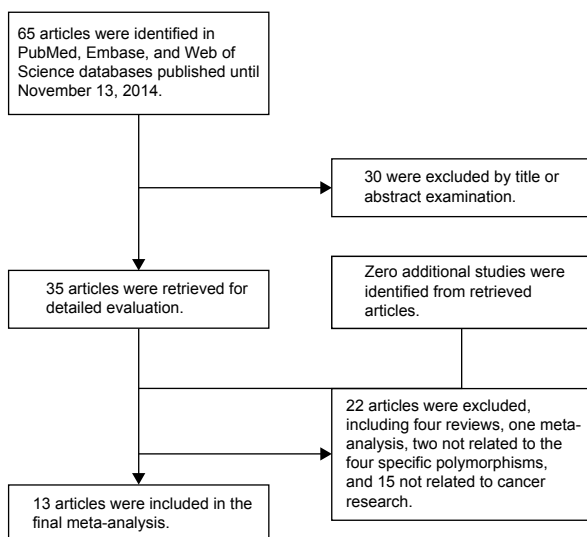 65 articles were identified in
PubMed, Embase, and Web of
Science databases published until
November 13, 2014.
30 were excluded by title or
abstract examination.
35 articles were retrieved for
detailed evaluation.
Zero additional studies were
identified from retrieved
articles.
22 articles were excluded,
including four reviews, one meta-
analysis, two not related to the
four specific polymorphisms,
and 15 not related to cancer
research.
13 articles were included in the
final meta-analysis.